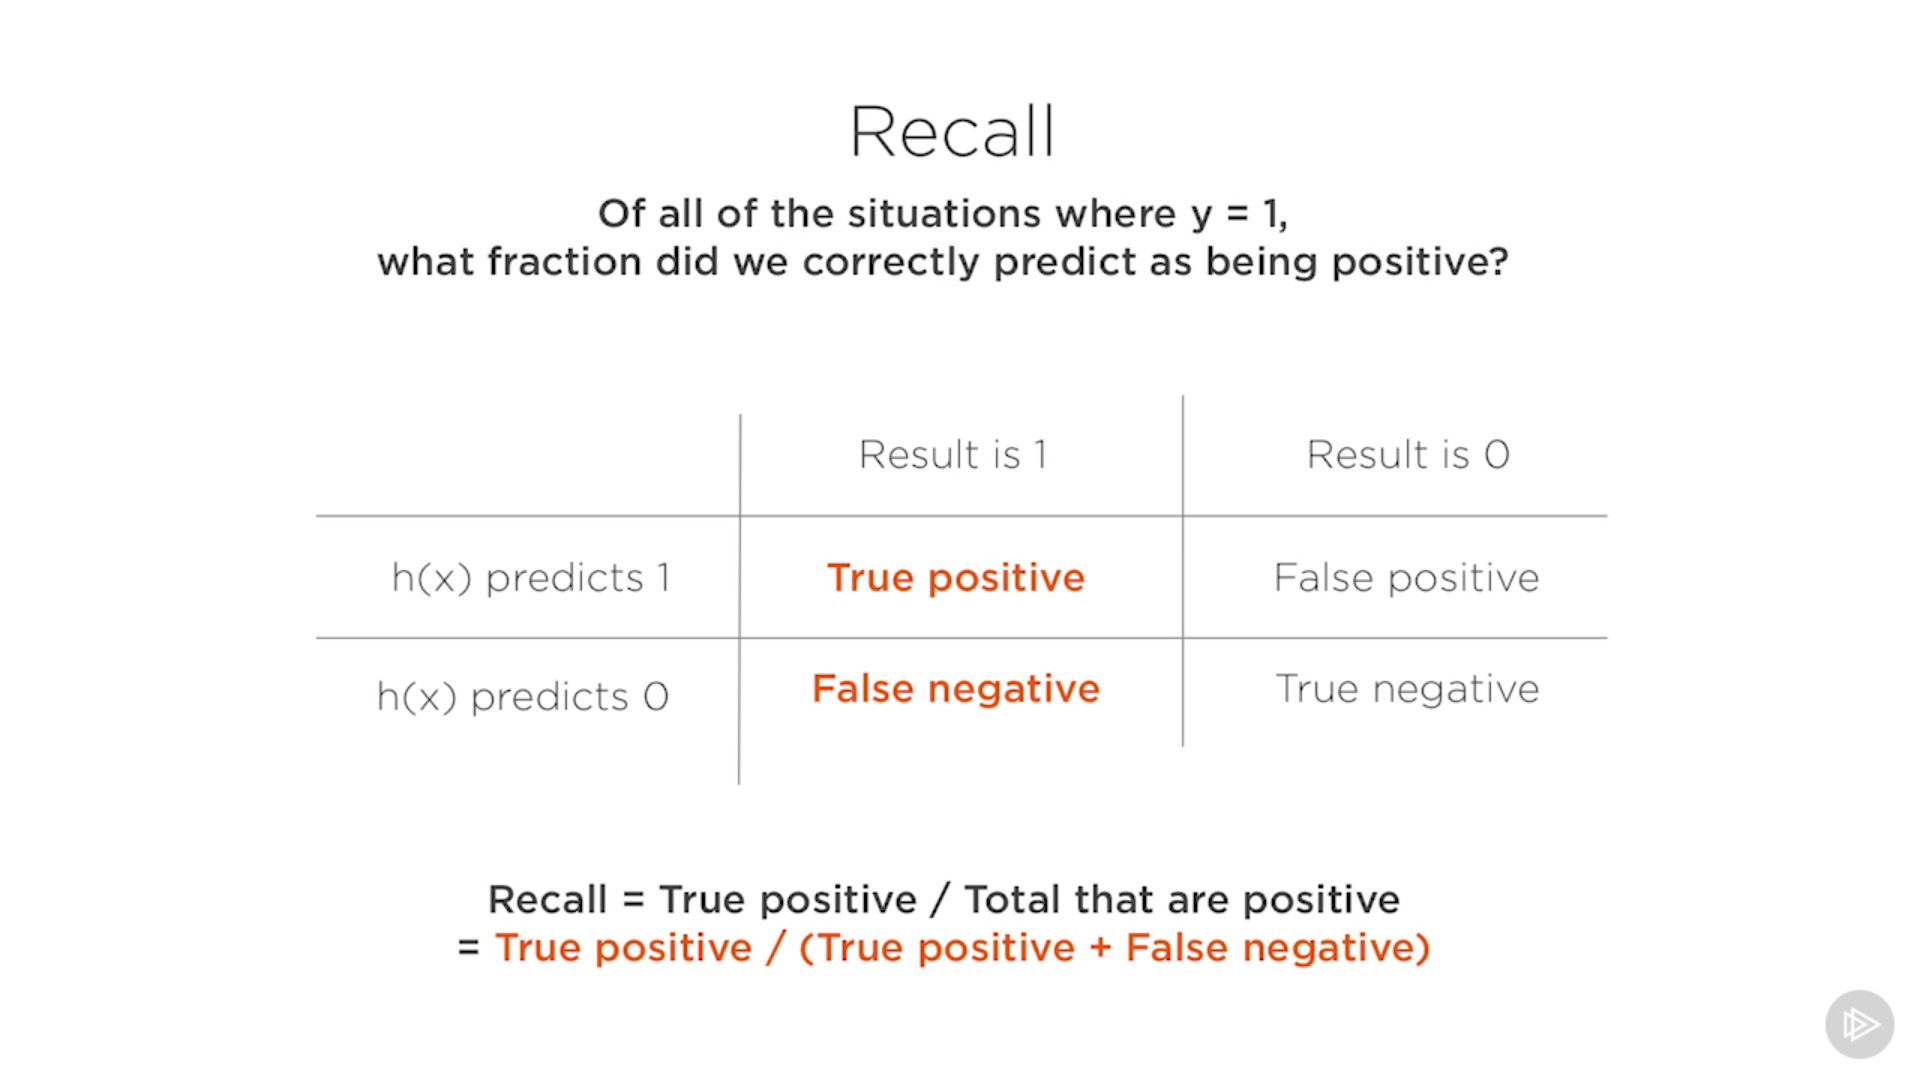 Recall
Of all of the situations where y = 1,
what fraction did we correctly predict as being positive?
Result is 1 Result is 0
h(x) predicts 1 True positive False positive
h(x) predicts 0 False negative True negative
Recall = True positive / Total that are positive
= True positive / (True positive + False negative)